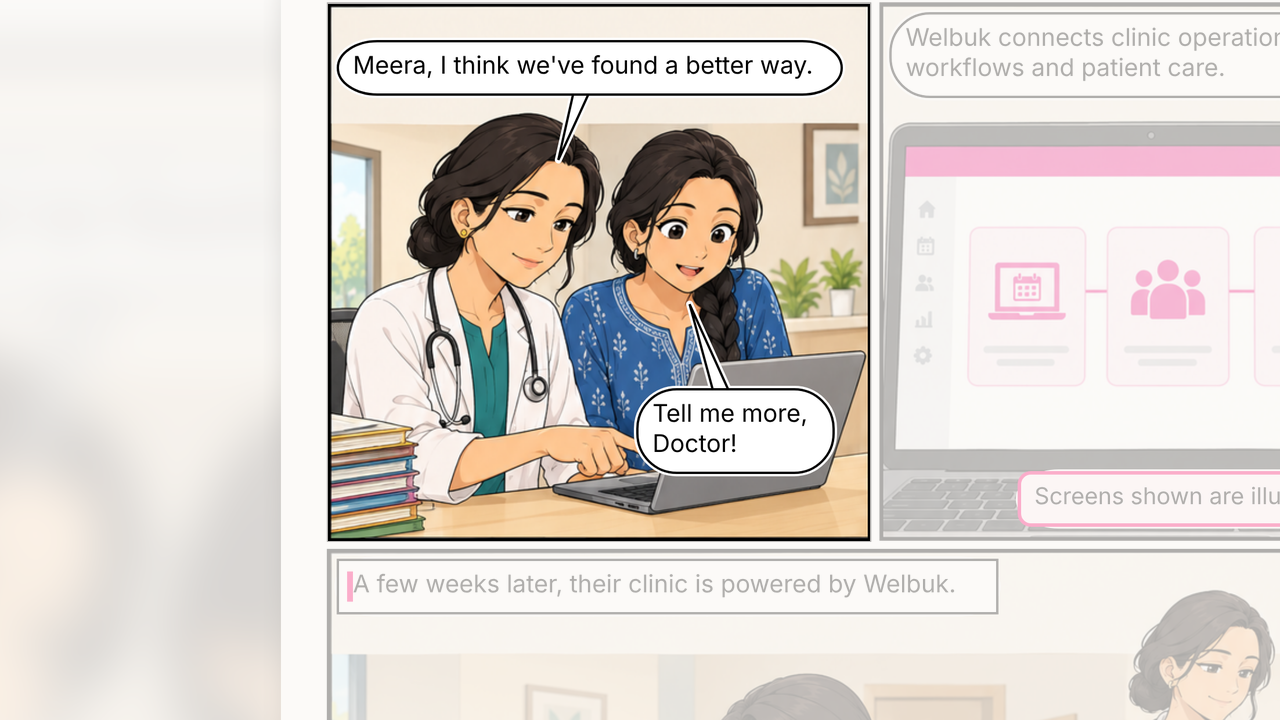 Meera, I think we've found a better way.
Tell me more,
Doctor!
Welbuk connects clinic operation
workflows and patient care.
Screens shown are illu
A few weeks later, their clinic is powered by Welbuk.